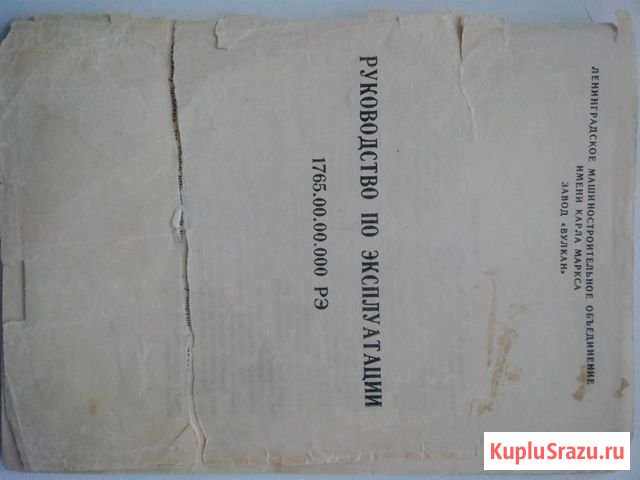 ЛЕНИНГРАДСКОЕ МАШИНОСТРОИТЕЛЬНОЕ ОБЪЕДИНЕНИЕ
ИМЕНИ КАРЛА МАРКСА
ЗАВОД «ВУЛКАН»
РУКОВОДСТВО ПО ЭКСПЛУАТАЦИИ
1765.00.00.000 РЭ
KupluSrazu.ru